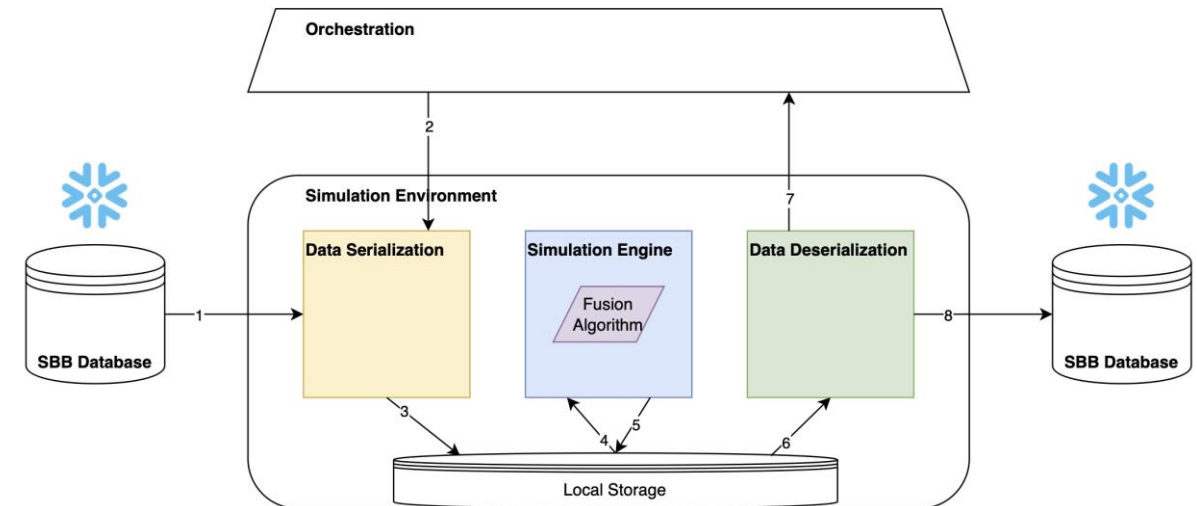 Orchestration
2
7
Simulation Environment
Data Serialization
Simulation Engine
Data Deserialization
Fusion
Algorithm
1
8
SBB Database
SBB Database
3
4
5
6
Local Storage